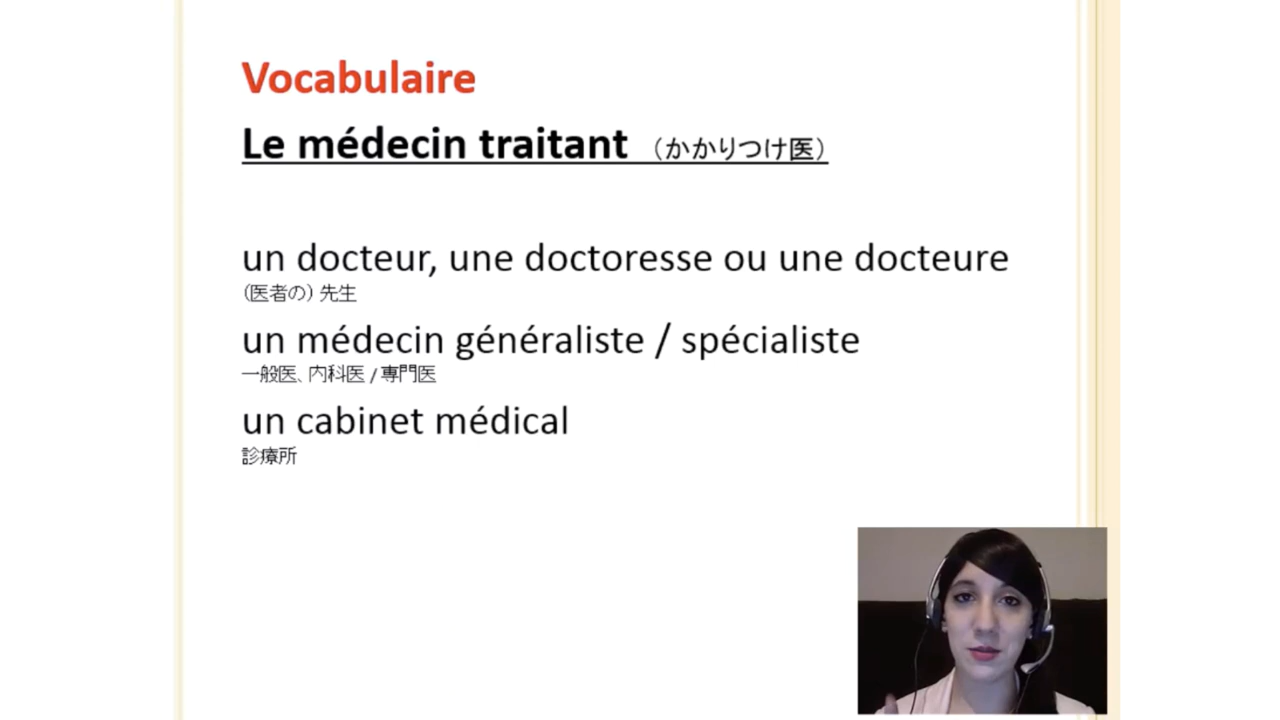 Vocabulaire
Le médecin traitant （かかりつけ医）
un docteur, une doctoresse ou une docteure
（医者の）先生
un médecin généraliste / spécialiste
一般医、内科医 / 専門医
un cabinet médical
診療所